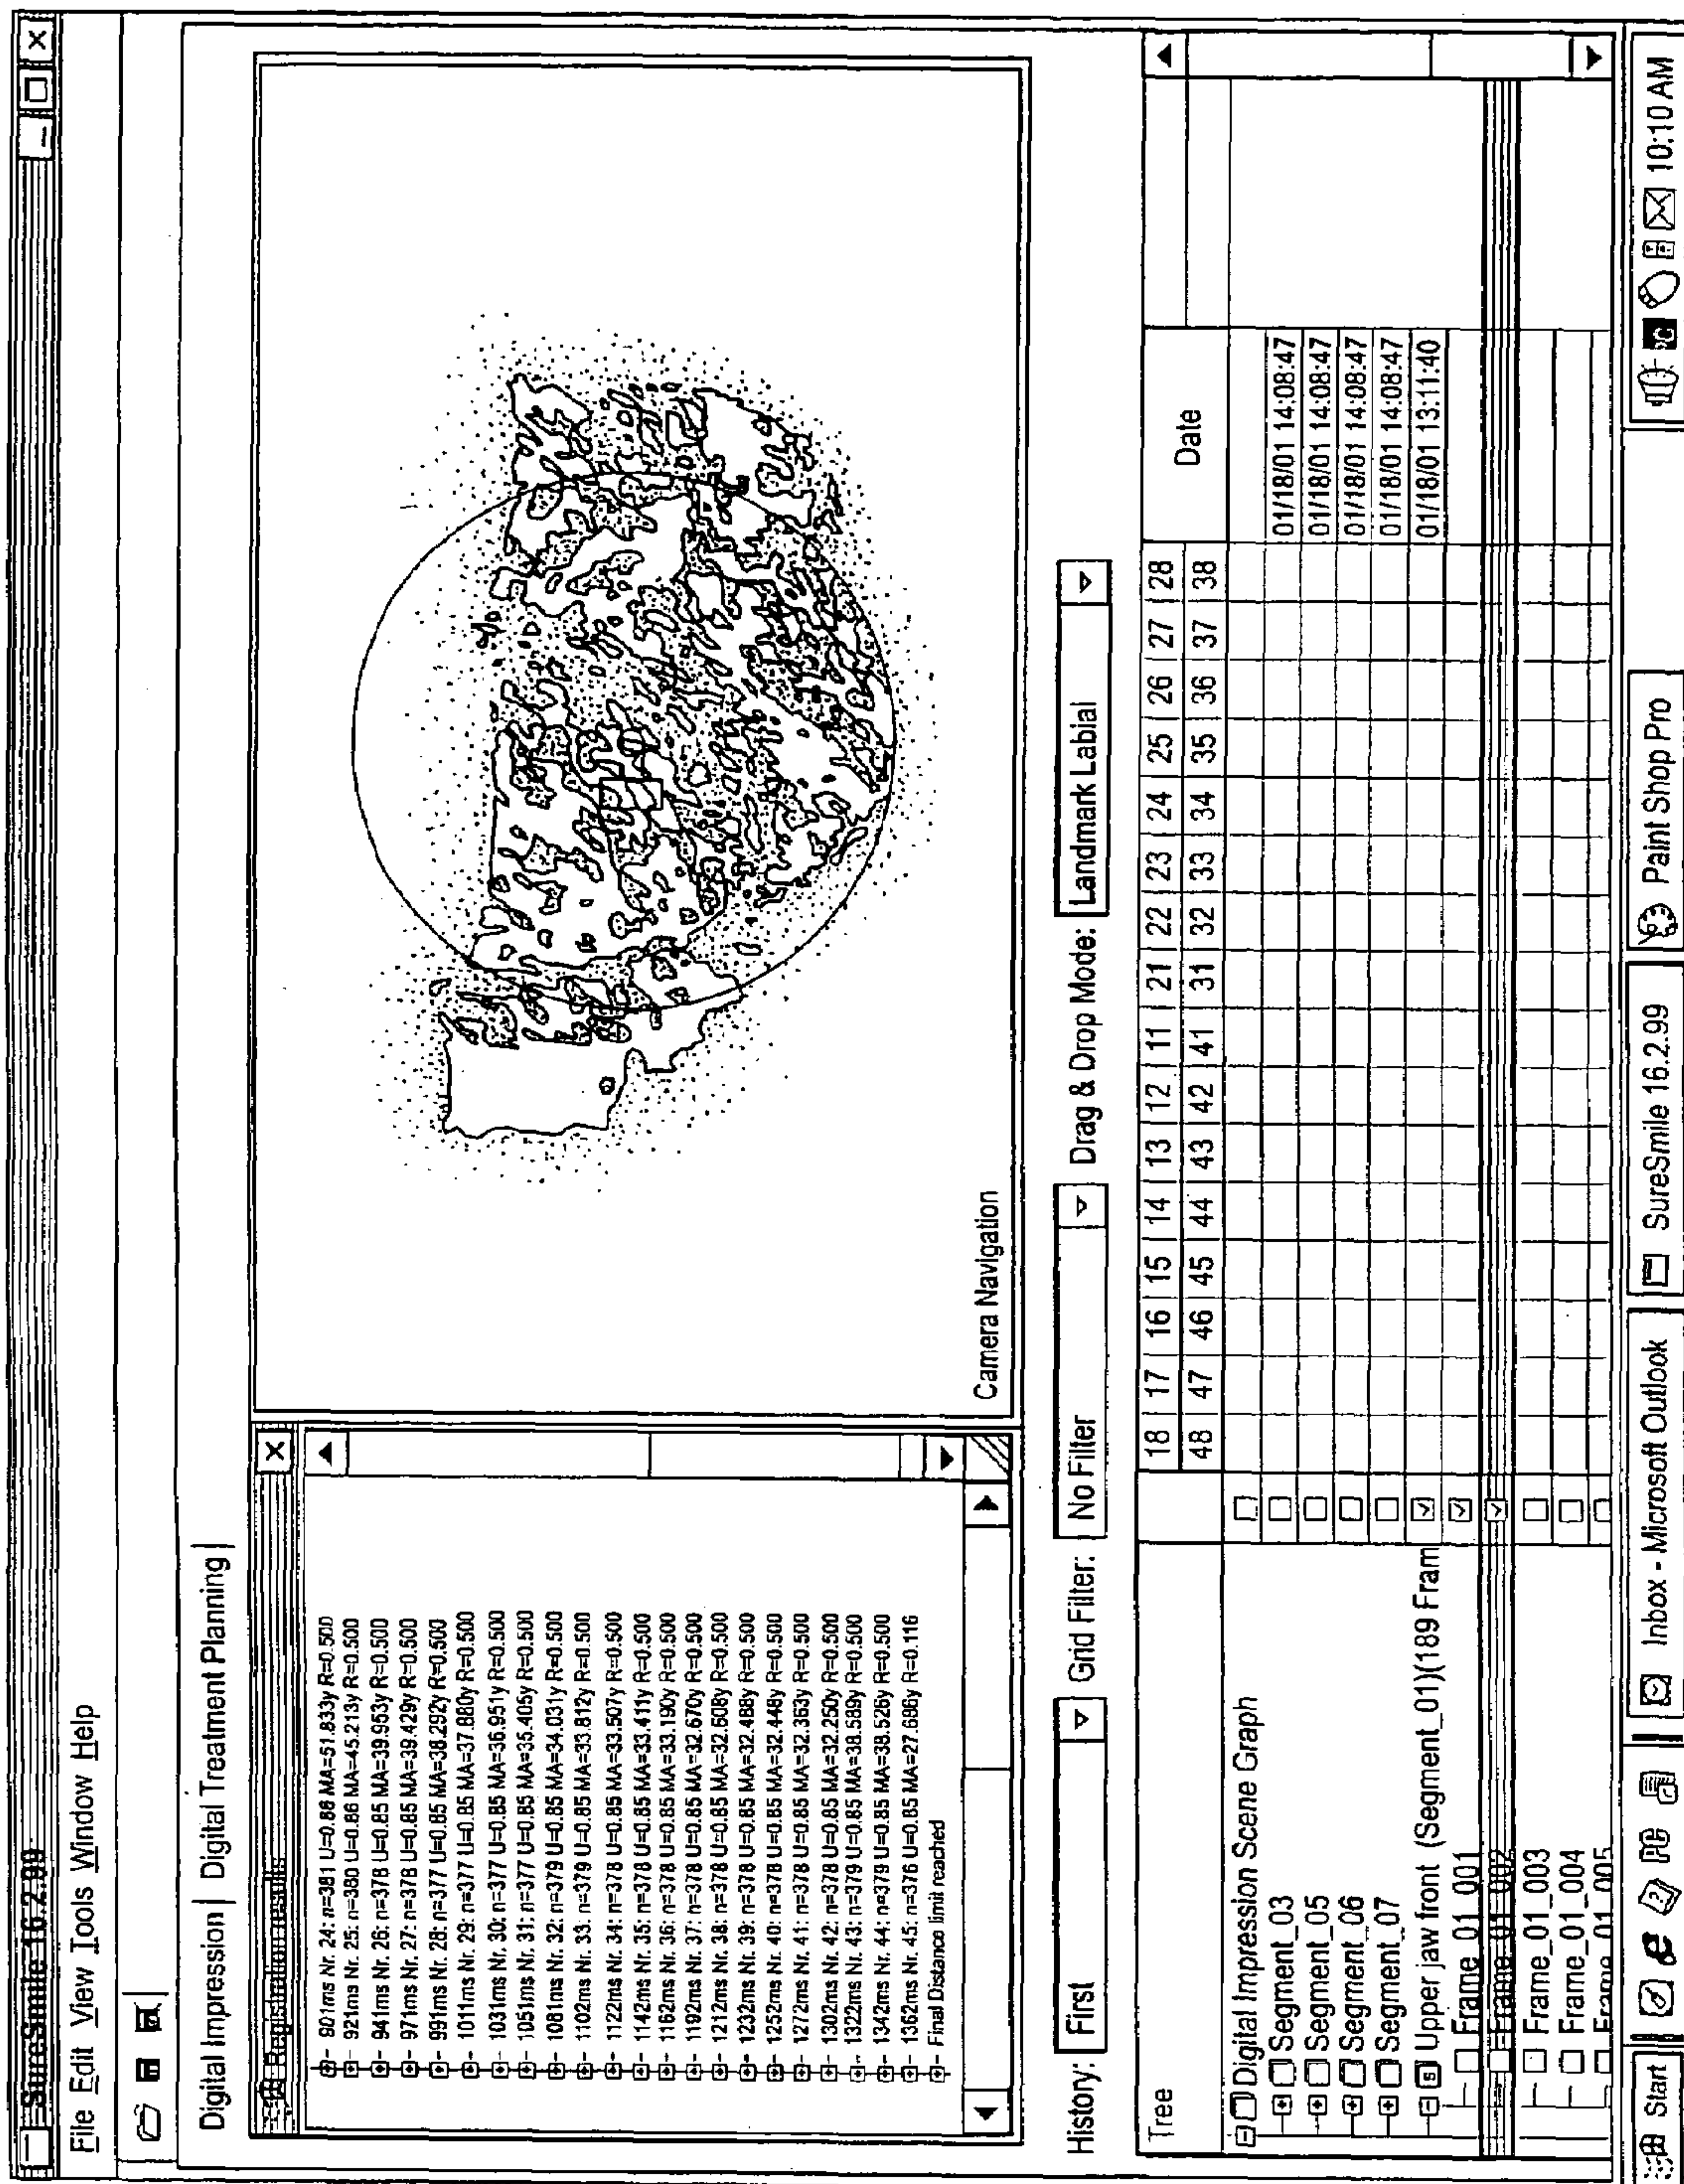 SureSmile 16.2.99
File Edit View Tools Window Help
Digital Impression | Digital Treatment Planning
Registration results
901ms Nr. 24: n=381 U=0.86 MA=51.833y R=0.500
921ms Nr. 25: n=380 U=0.86 MA=45.213y R=0.500
941ms Nr. 26: n=378 U=0.85 MA=39.953y R=0.500
971ms Nr. 27: n=378 U=0.85 MA=39.429y R=0.500
991ms Nr. 28: n=377 U=0.85 MA=38.292y R=0.500
1011ms Nr. 29: n=377 U=0.85 MA=37.880y R=0.500
1031ms Nr. 30: n=377 U=0.85 MA=36.951y R=0.500
1051ms Nr. 31: n=377 U=0.85 MA=35.405y R=0.500
1081ms Nr. 32: n=379 U=0.85 MA=34.031y R=0.500
1102ms Nr. 33: n=379 U=0.85 MA=33.812y R=0.500
1122ms Nr. 34: n=378 U=0.85 MA=33.507y R=0.500
1142ms Nr. 35: n=378 U=0.85 MA=33.411y R=0.500
1162ms Nr. 36: n=378 U=0.85 MA=33.190y R=0.500
1192ms Nr. 37: n=378 U=0.85 MA=32.670y R=0.500
1212ms Nr. 38: n=378 U=0.85 MA=32.608y R=0.500
1232ms Nr. 39: n=378 U=0.85 MA=32.488y R=0.500
1252ms Nr. 40: n=378 U=0.85 MA=32.448y R=0.500
1272ms Nr. 41: n=378 U=0.85 MA=32.363y R=0.500
1302ms Nr. 42: n=378 U=0.85 MA=32.250y R=0.500
1322ms Nr. 43: n=379 U=0.85 MA=38.589y R=0.500
1342ms Nr. 44: n=379 U=0.85 MA=38.526y R=0.500
1362ms Nr. 45: n=376 U=0.85 MA=27.686y R=0.116
Final Distance limit reached
Camera Navigation
History: First Grid Filter: No Filter Drag & Drop Mode: Landmark Labial
Tree 18 17 16 15 14 13 12 11 21 22 23 24 25 26 27 28 Date
48 47 46 45 44 43 42 41 31 32 33 34 35 36 37 38
Digital Impression Scene Graph
Segment_03 01/18/01 14:08:47
Segment_05 01/18/01 14:08:47
Segment_06 01/18/01 14:08:47
Segment_07 01/18/01 14:08:47
Upper jaw front (Segment_01)(189 Fram 01/18/01 13:11:40
Frame_01_001
Frame_01_002
Frame_01_003
Frame_01_004
Frame_01_005
Start Inbox - Microsoft Outlook SureSmile 16.2.99 Paint Shop Pro 10:10 AM